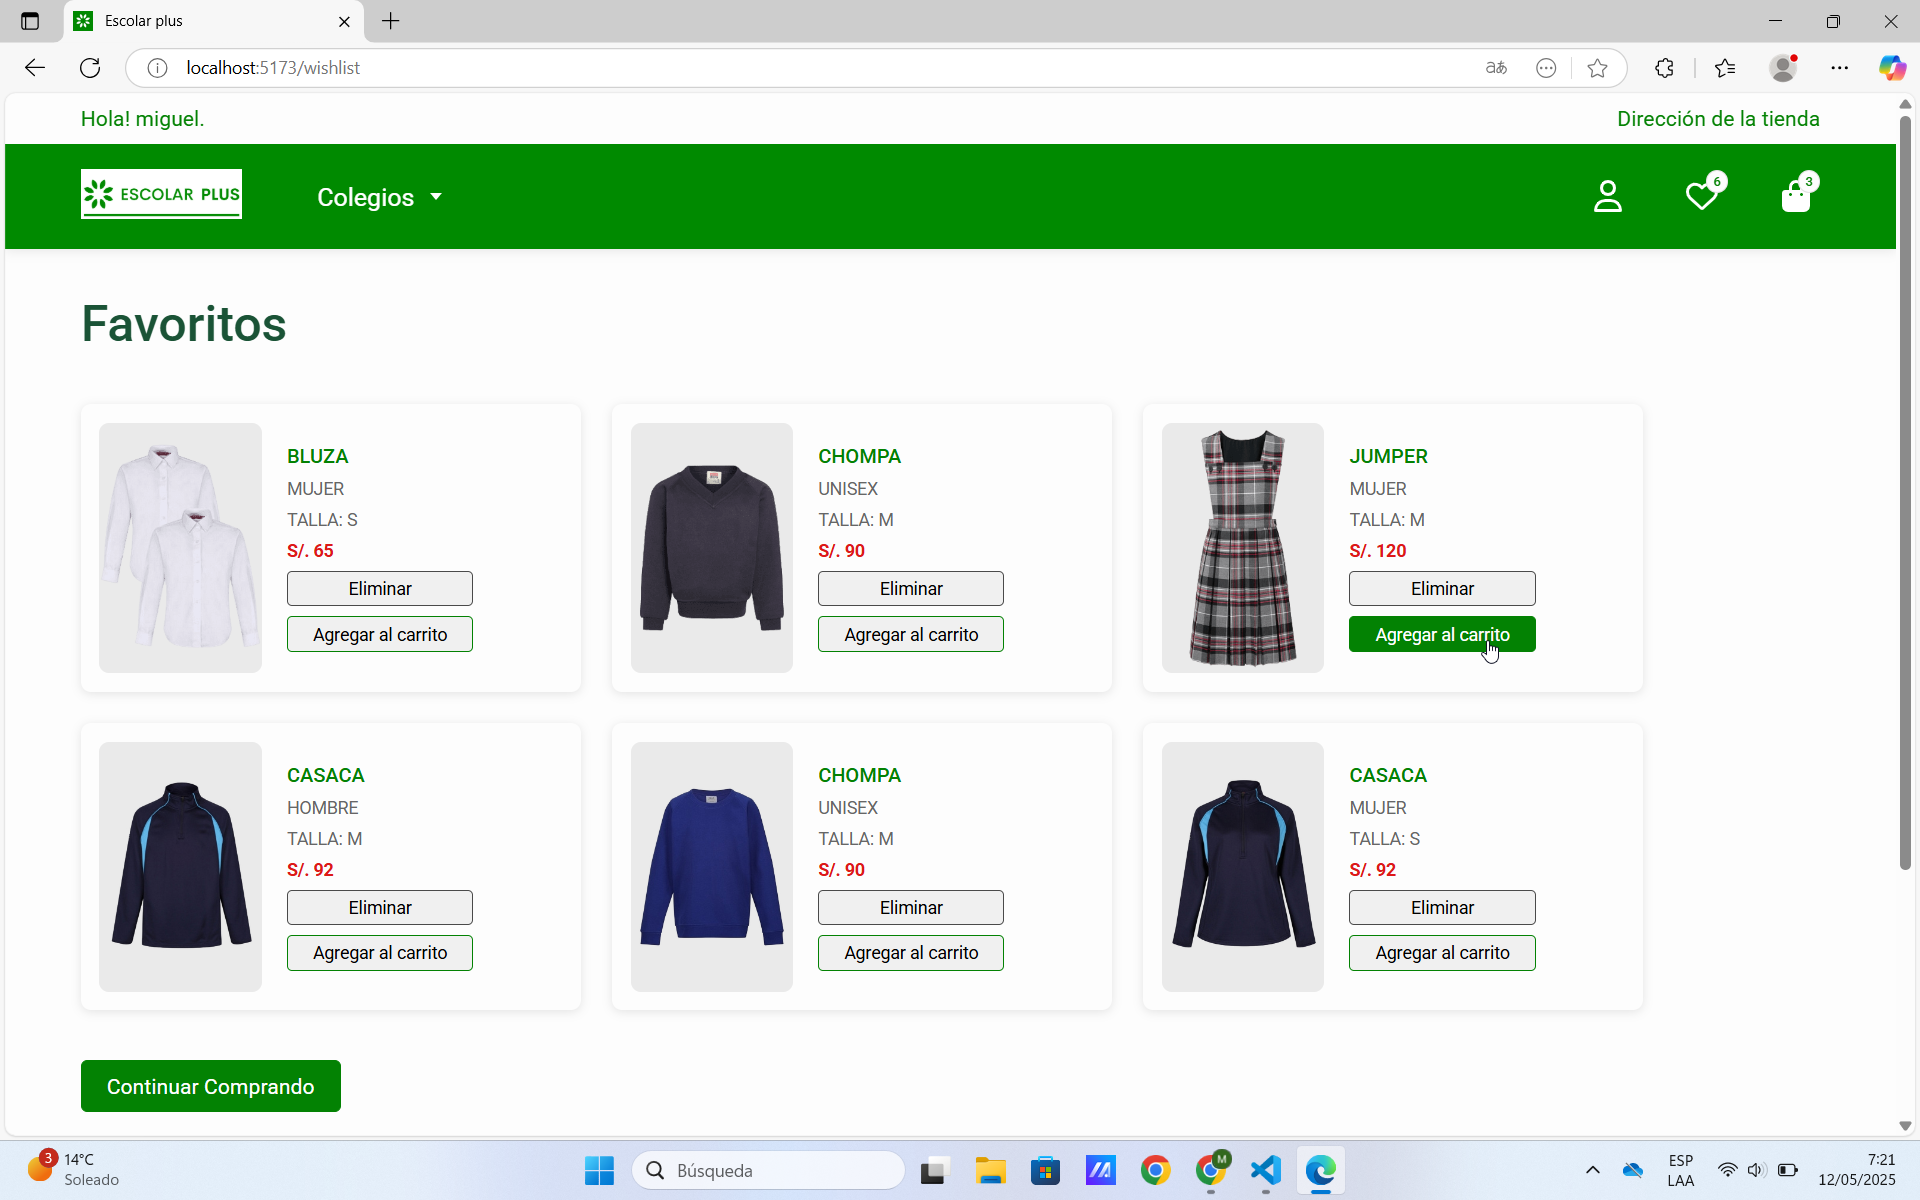 Escolar plus
localhost:5173/wishlist
Hola! miguel.
Dirección de la tienda
ESCOLAR PLUS
Colegios
6
3
Favoritos
BLUZA
MUJER
TALLA: S
S/. 65
Eliminar
Agregar al carrito
CHOMPA
UNISEX
TALLA: M
S/. 90
Eliminar
Agregar al carrito
JUMPER
MUJER
TALLA: M
S/. 120
Eliminar
Agregar al carrito
CASACA
HOMBRE
TALLA: M
S/. 92
Eliminar
Agregar al carrito
CHOMPA
UNISEX
TALLA: M
S/. 90
Eliminar
Agregar al carrito
CASACA
MUJER
TALLA: S
S/. 92
Eliminar
Agregar al carrito
Continuar Comprando
3
14°C
Soleado
Búsqueda
M
ESP
LAA
7:21
12/05/2025